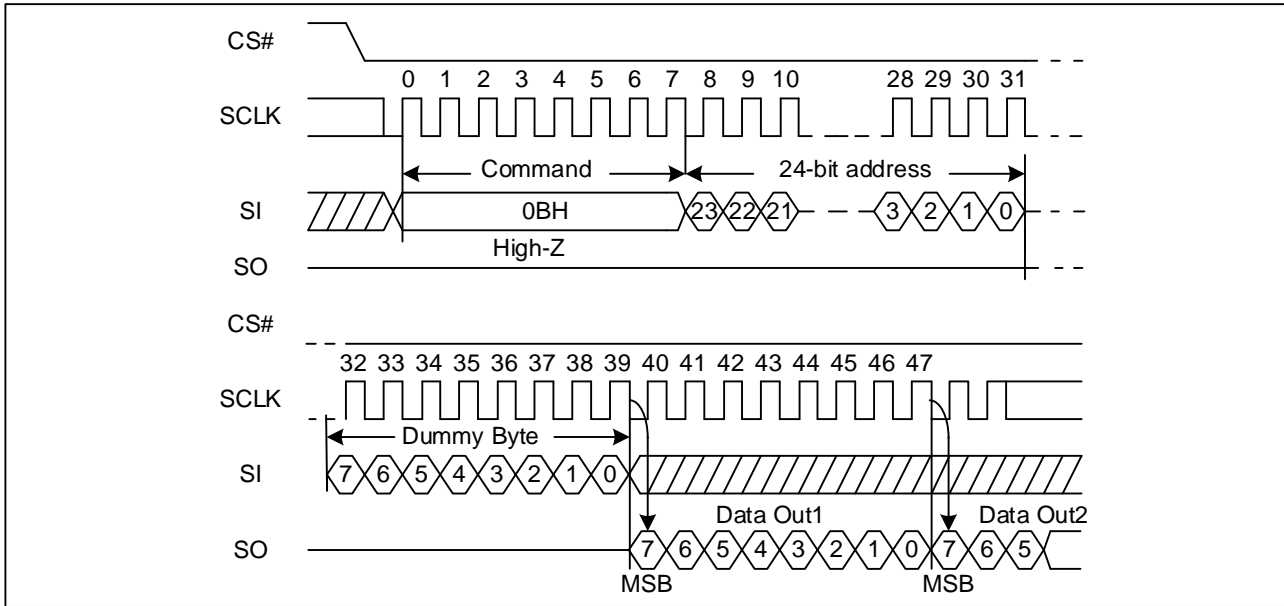 CS#
0 1 2 3 4 5 6 7 8 9 10 28 29 30 31
SCLK
Command 24-bit address
SI 0BH 23 22 21 3 2 1 0
High-Z
SO
CS#
32 33 34 35 36 37 38 39 40 41 42 43 44 45 46 47
SCLK
Dummy Byte
SI 7 6 5 4 3 2 1 0
Data Out1 Data Out2
SO 7 6 5 4 3 2 1 0 7 6 5
MSB MSB